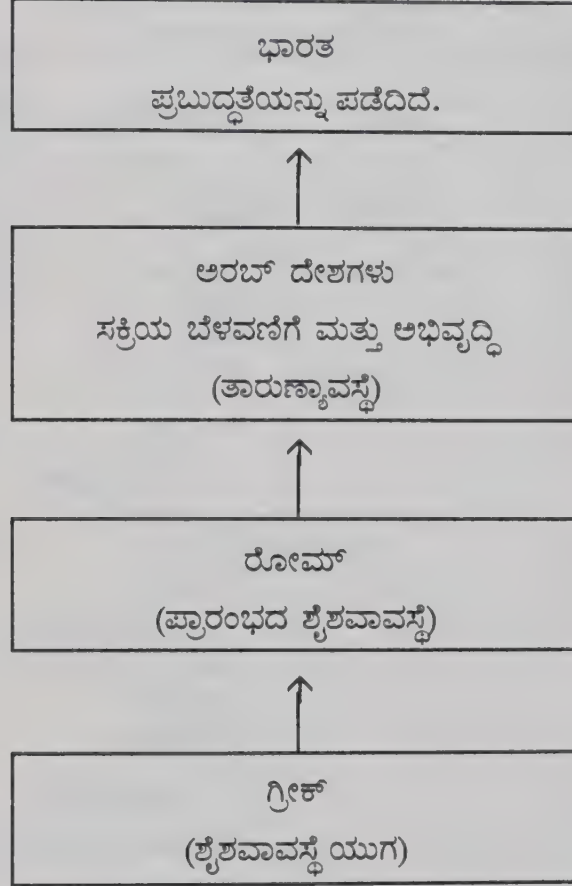 ಭಾರತ
ಪ್ರಬುದ್ಧತೆಯನ್ನು ಪಡೆದಿದೆ.
ಅರಬ್ ದೇಶಗಳು
ಸಕ್ರಿಯ ಬೆಳವಣಿಗೆ ಮತ್ತು ಅಭಿವೃದ್ಧಿ
(ತಾರುಣ್ಯಾವಸ್ಥೆ)
ರೋಮ್
(ಪ್ರಾರಂಭದ ಶೈಶವಾವಸ್ಥೆ)
ಗ್ರೀಕ್
(ಶೈಶವಾವಸ್ಥೆ ಯುಗ)